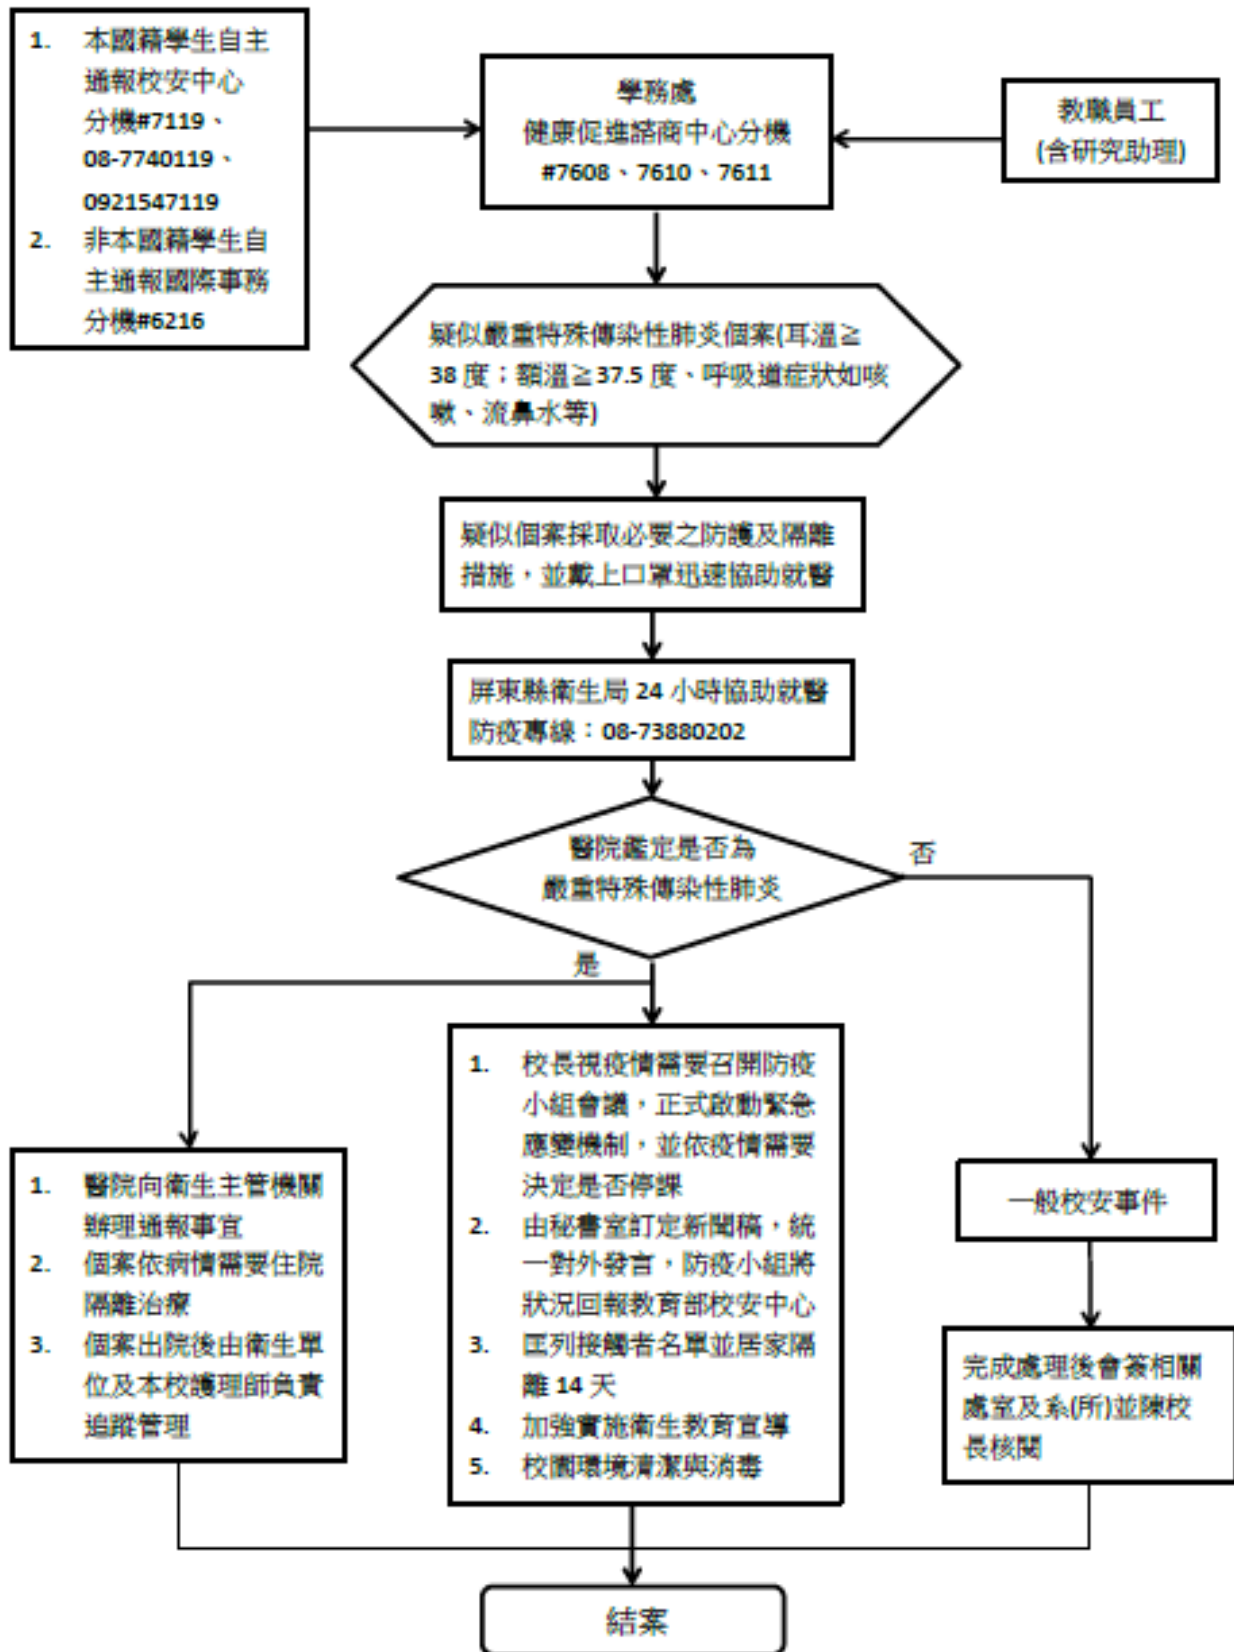 1. 本國籍學生自主
通報校安中心
分機#7119、
08-7740119、
0921547119
2. 非本國籍學生自
主通報國際事務
分機#6216
學務處
健康促進諮商中心分機
#7608、7610、7611
教職員工
(含研究助理)
疑似嚴重特殊傳染性肺炎個案(耳溫≧
38 度；額溫≧37.5 度、呼吸道症狀如咳
嗽、流鼻水等)
疑似個案採取必要之防護及隔離
措施，並戴上口罩迅速協助就醫
屏東縣衛生局 24 小時協助就醫
防疫專線：08-73880202
醫院鑑定是否為
嚴重特殊傳染性肺炎
否
是
1. 醫院向衛生主管機關
辦理通報事宜
2. 個案依病情需要住院
隔離治療
3. 個案出院後由衛生單
位及本校護理師負責
追蹤管理
1. 校長視疫情需要召開防疫
小組會議，正式啟動緊急
應變機制，並依疫情需要
決定是否停課
2. 由秘書室訂定新聞稿，統
一對外發言，防疫小組將
狀況回報教育部校安中心
3. 匡列接觸者名單並居家隔
離 14 天
4. 加強實施衛生教育宣導
5. 校園環境清潔與消毒
一般校安事件
完成處理後會簽相關
處室及系(所)並陳校
長核閱
結案